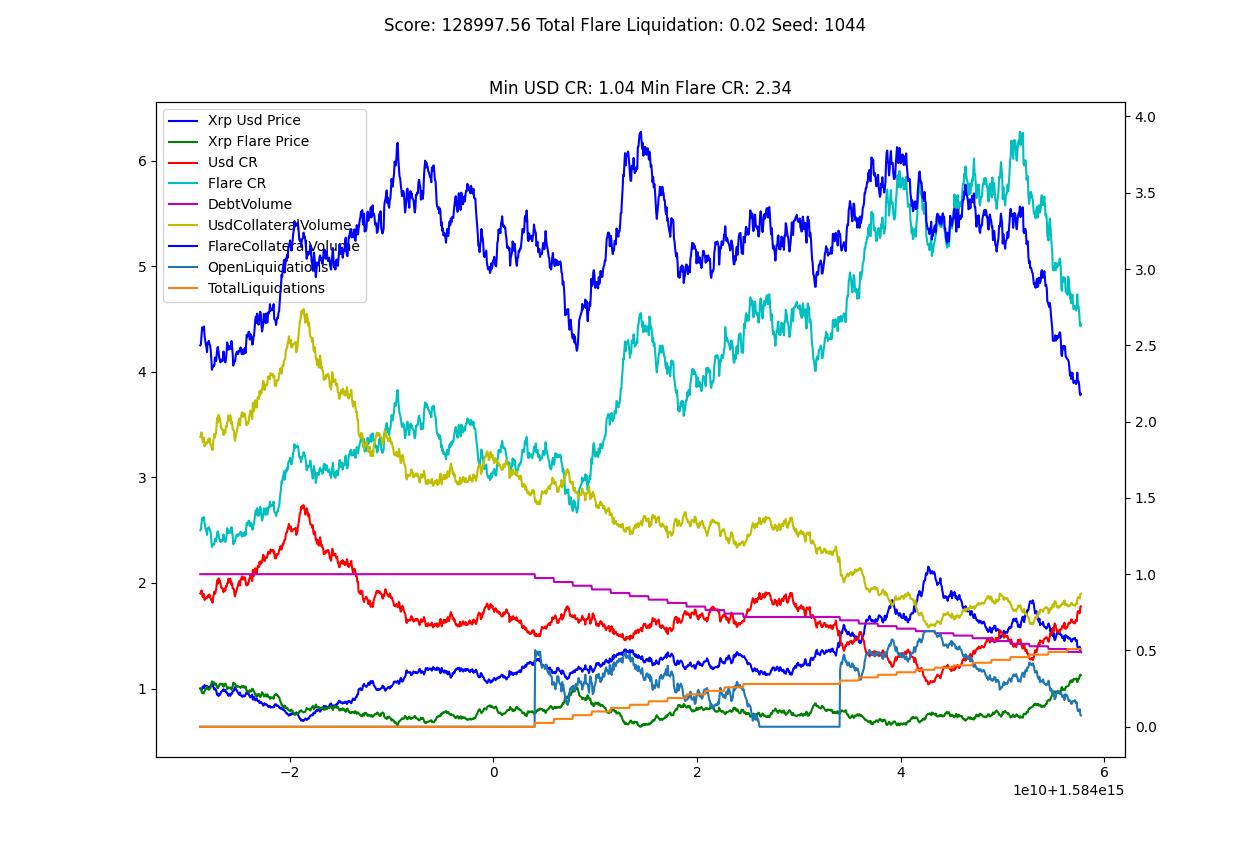 Score: 128997.56 Total Flare Liquidation: 0.02 Seed: 1044
Min USD CR: 1.04 Min Flare CR: 2.34
Xrp Usd Price
Xrp Flare Price
Usd CR
Flare CR
DebtVolume
UsdCollateralVolume
FlareCollateralVolume
OpenLiquidations
TotalLiquidations
6
5
4
3
2
1
4.0
3.5
3.0
2.5
2.0
1.5
1.0
0.5
0.0
−2
0
2
4
6
1e10+1.584e15